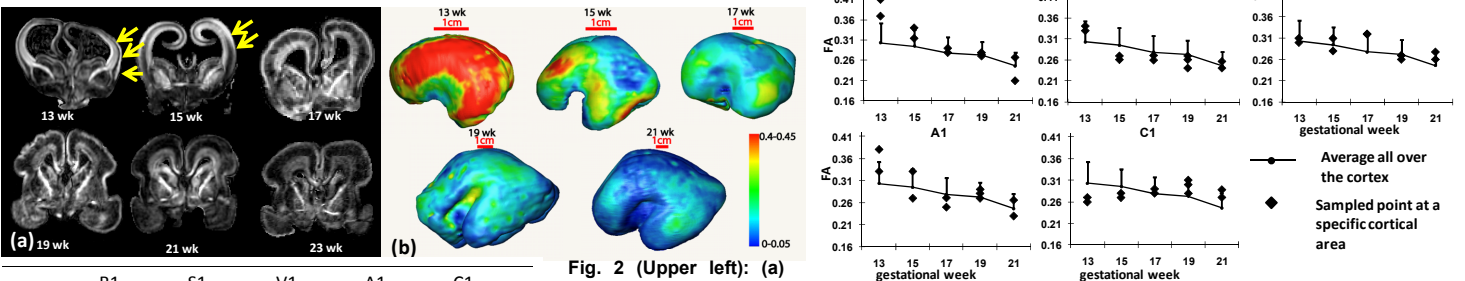 13 wk
15 wk
17 wk
19 wk
21 wk
23 wk
(a)
13 wk
1cm
15 wk
1cm
17 wk
1cm
19 wk
1cm
21 wk
1cm
0.4-0.45
0-0.05
(b)
Fig. 2 (Upper left): (a)
S1
V1
A1
C1
FA
0.36
0.31
0.26
0.21
0.16
13 15 17 19 21
0.36
0.31
0.26
0.21
0.16
13 15 17 19 21
0.36
0.31
0.26
0.21
0.16
13 15 17 19 21
gestational week
A1
FA
0.41
0.36
0.31
0.26
0.21
0.16
13 15 17 19 21
gestational week
C1
0.41
0.36
0.31
0.26
0.21
0.16
13 15 17 19 21
gestational week
Average all over
the cortex
Sampled point at a
specific cortical
area